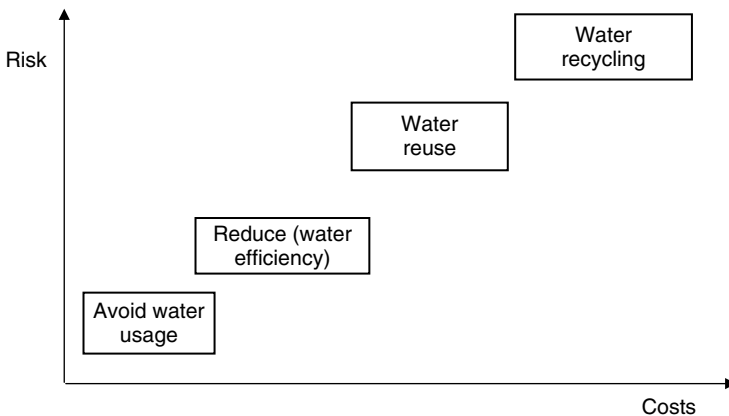 Risk
Water
recycling
Water
reuse
Reduce (water
efficiency)
Avoid water
usage
Costs